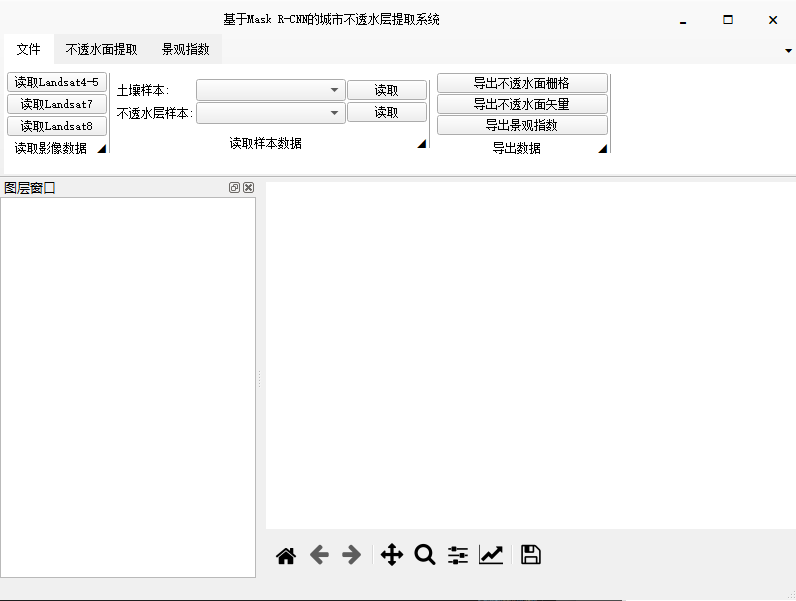 基于Mask R-CNN的城市不透水层提取系统
文件 不透水面提取 景观指数
读取Landsat4-5
读取Landsat7
读取Landsat8
读取影像数据
土壤样本: 读取
不透水层样本: 读取
读取样本数据
导出不透水面栅格
导出不透水面矢量
导出景观指数
导出数据
图层窗口